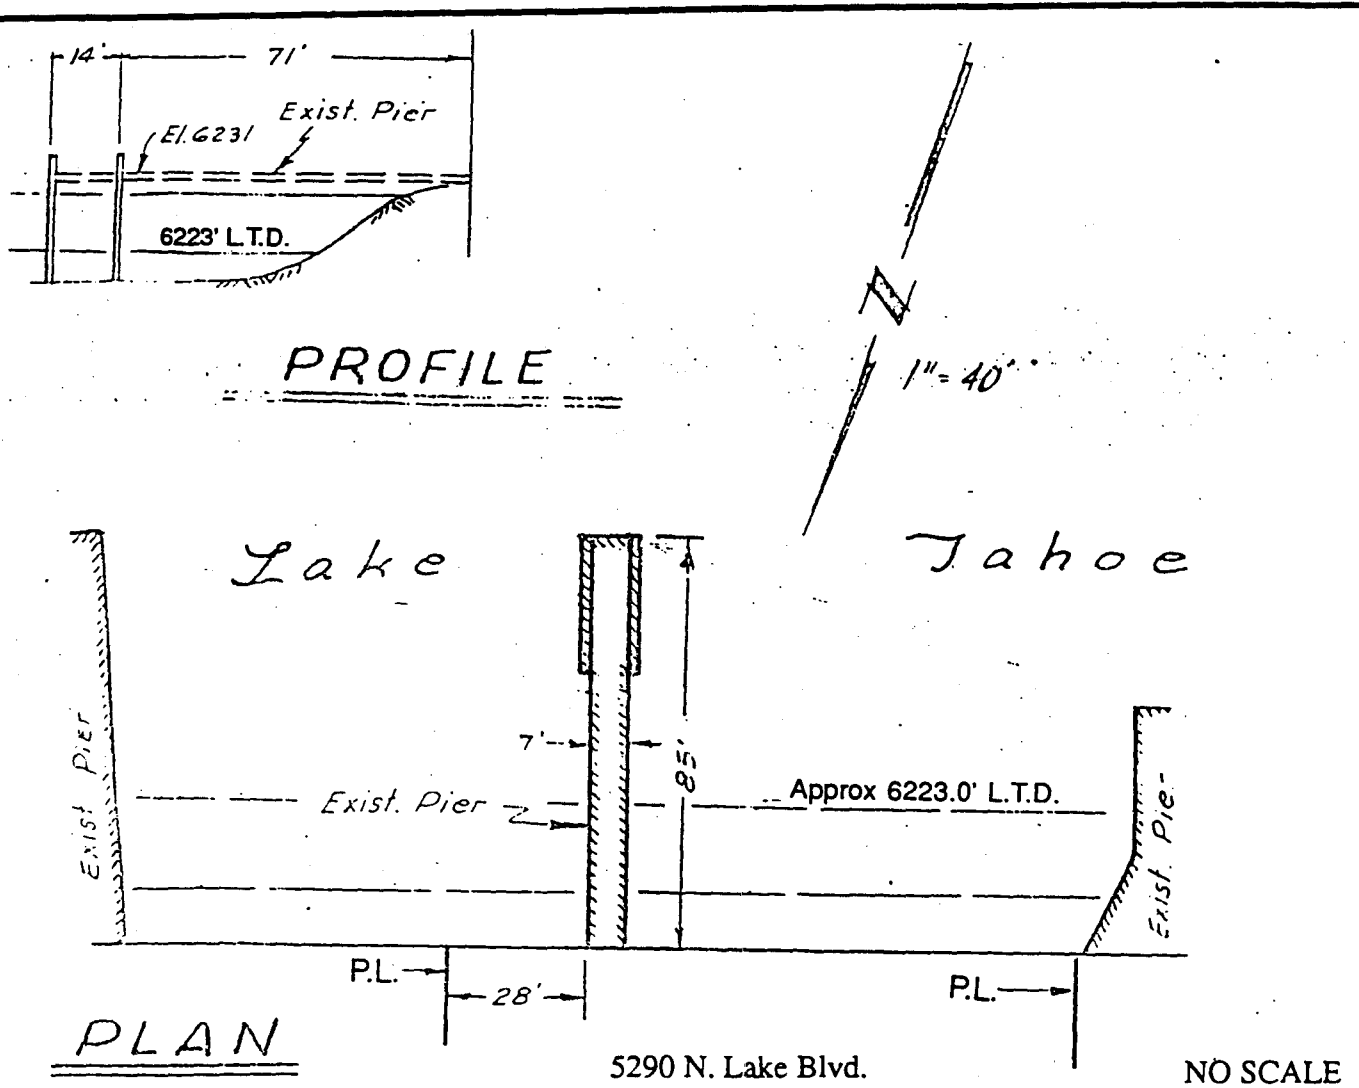 14' 71'
Exist. Pier
El. 6231
6223' L.T.D.
PROFILE
1" = 40'
Lake Tahoe
Exist Pier
7'
85'
Exist. Pier
Approx 6223.0' L.T.D.
Exist. Pier
P.L.
28'
P.L.
PLAN
5290 N. Lake Blvd.
NO SCALE